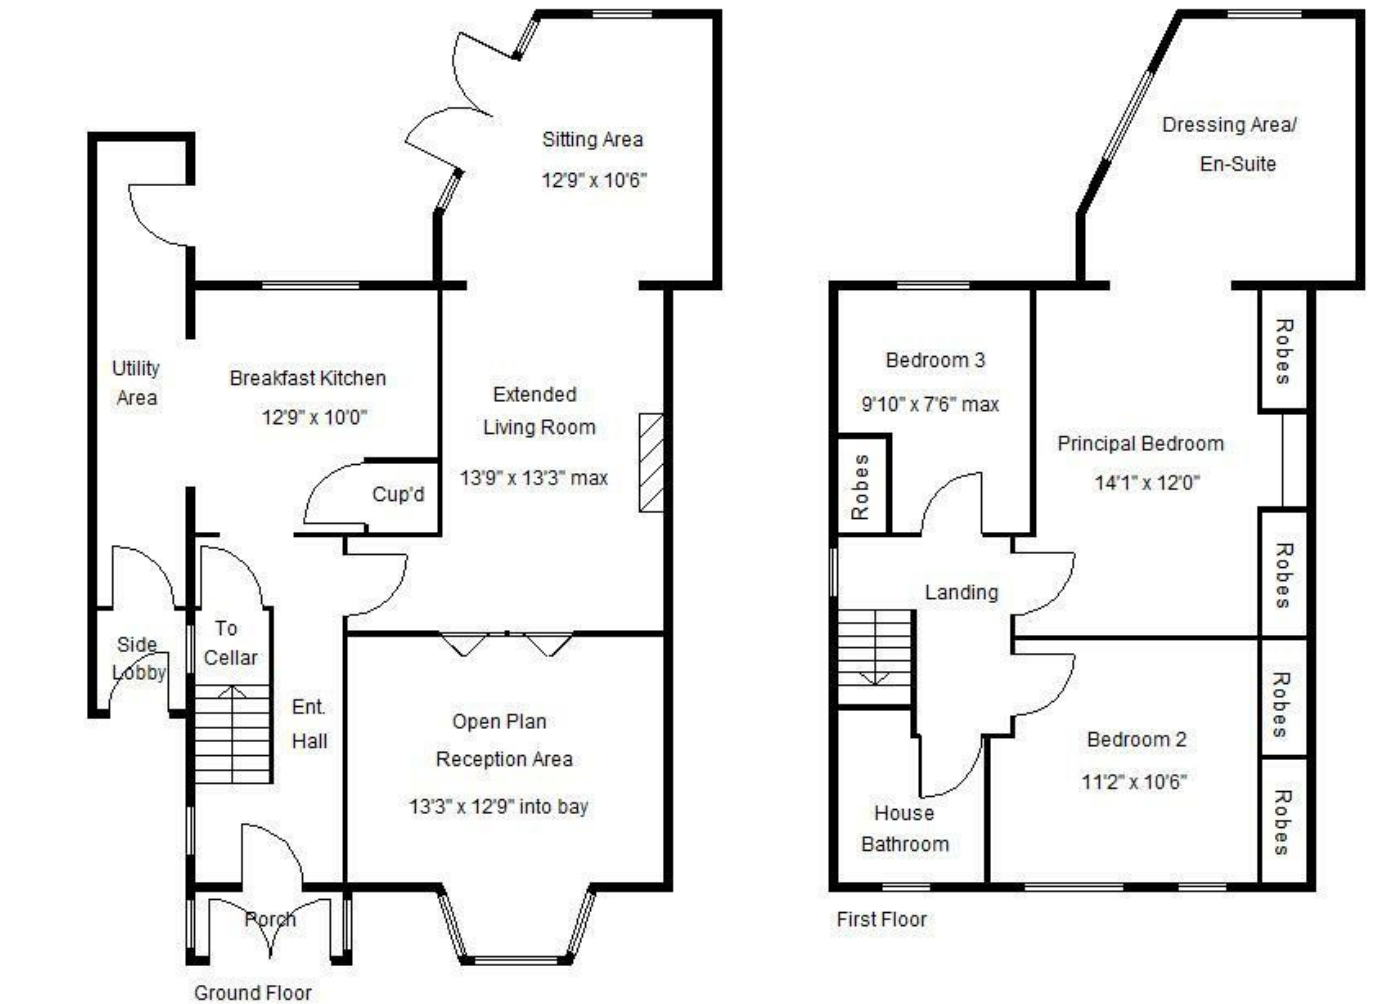 Sitting Area
12'9" x 10'6"
Utility
Area
Breakfast Kitchen
12'9" x 10'0"
Extended
Living Room
13'9" x 13'3" max
Cup'd
Side
Lobby
To
Cellar
Ent.
Hall
Open Plan
Reception Area
13'3" x 12'9" into bay
Porch
Ground Floor
Dressing Area/
En-Suite
Bedroom 3
9'10" x 7'6" max
Robes
Robes
Principal Bedroom
14'1" x 12'0"
Robes
Landing
Robes
Bedroom 2
11'2" x 10'6"
Robes
House
Bathroom
First Floor